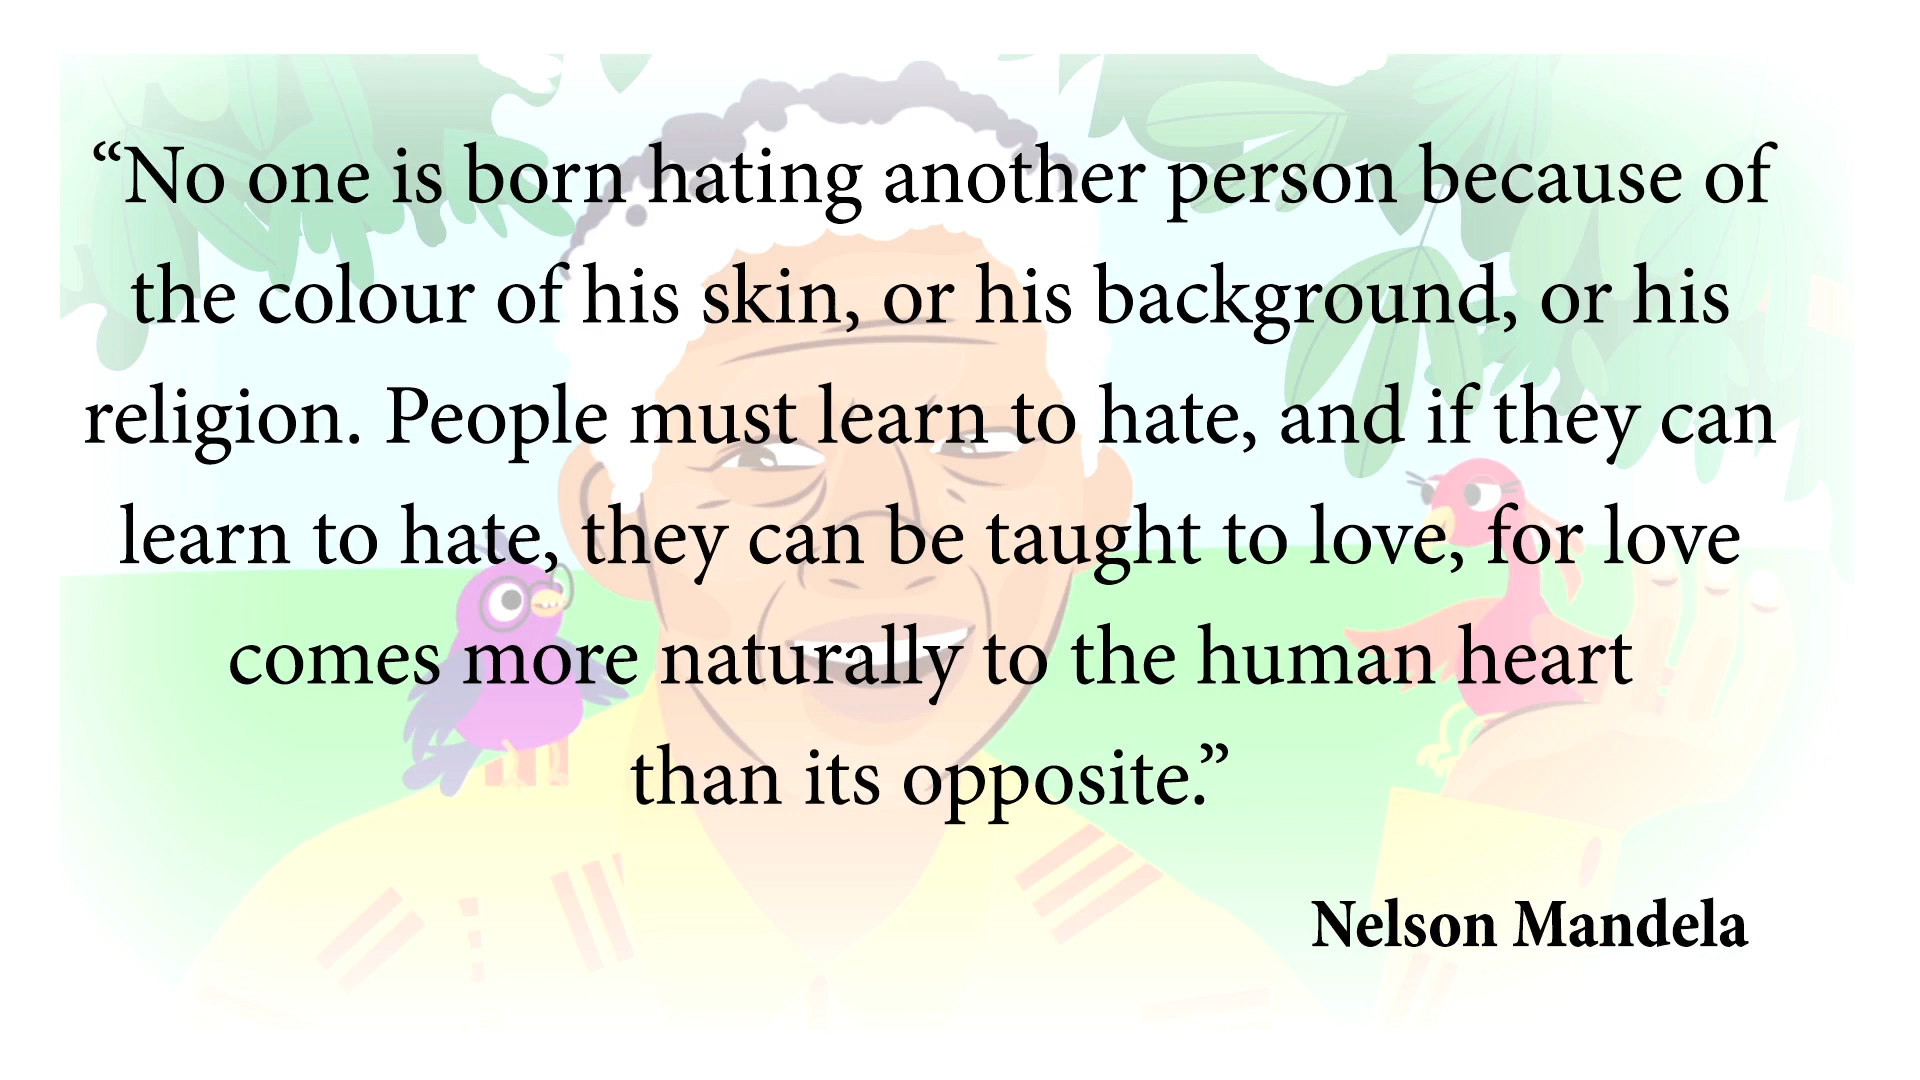 “No one is born hating another person because of
the colour of his skin, or his background, or his
religion. People must learn to hate, and if they can
learn to hate, they can be taught to love, for love
comes more naturally to the human heart
than its opposite.”
Nelson Mandela